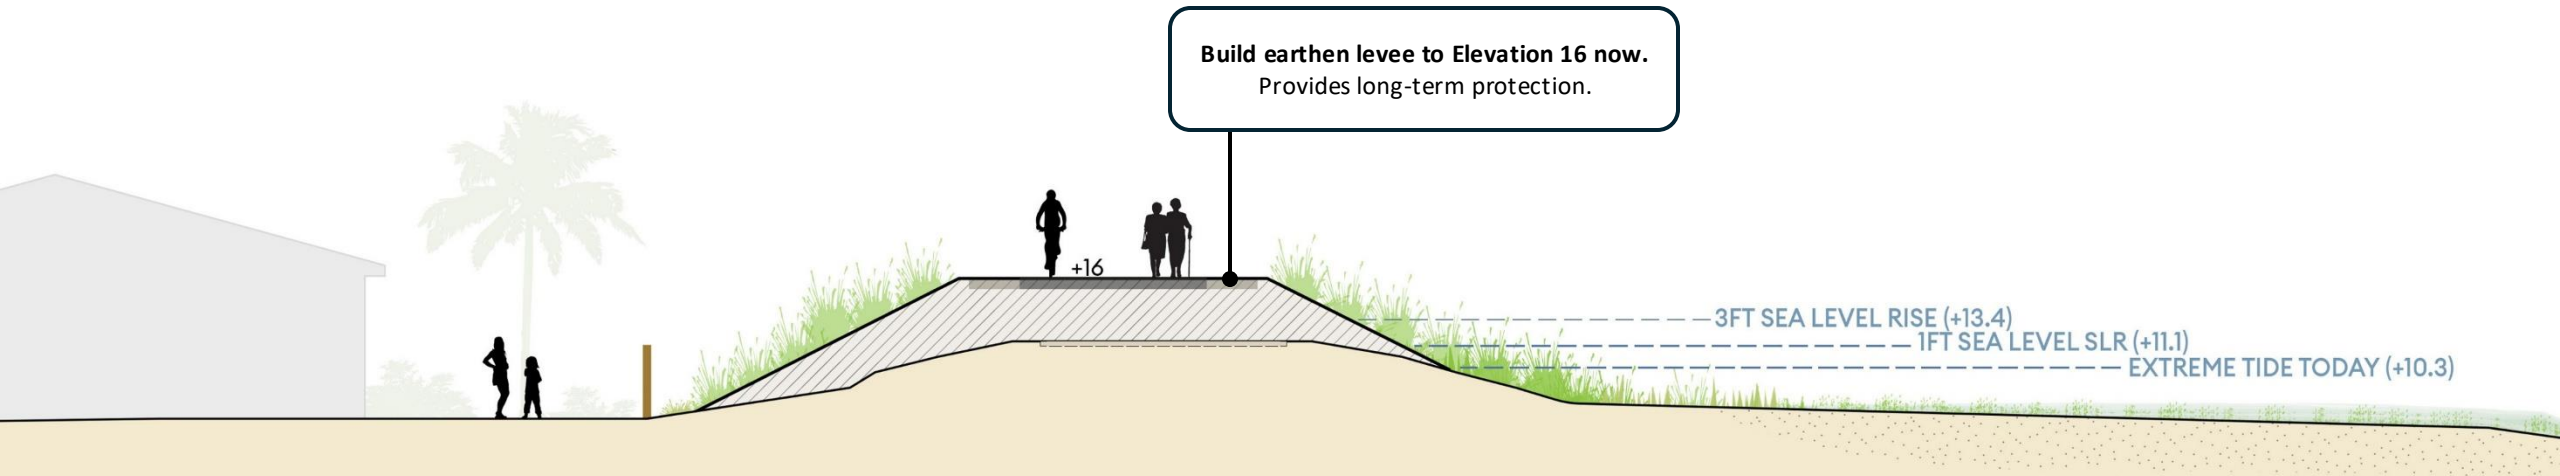 Build earthen levee to Elevation 16 now.
Provides long-term protection.
+16
3FT SEA LEVEL RISE (+13.4)
1FT SEA LEVEL SLR (+11.1)
EXTREME TIDE TODAY (+10.3)